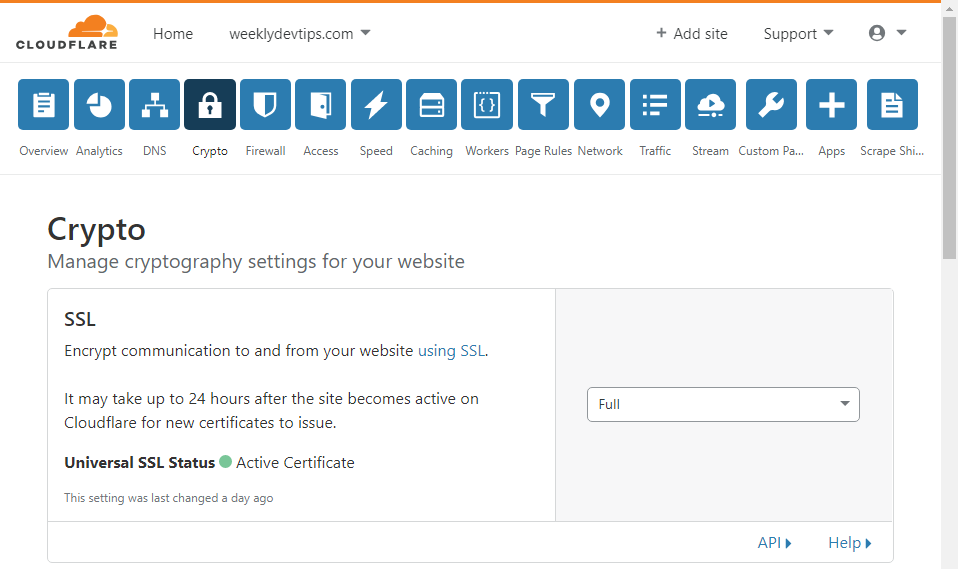 CLOUDFLARE Home weeklydevtips.com + Add site Support
Overview Analytics DNS Crypto Firewall Access Speed Caching Workers Page Rules Network Traffic Stream Custom Pa... Apps Scrape Shi...
Crypto
Manage cryptography settings for your website
SSL
Encrypt communication to and from your website using SSL.
It may take up to 24 hours after the site becomes active on
Cloudflare for new certificates to issue.
Full
Universal SSL Status Active Certificate
This setting was last changed a day ago
API Help